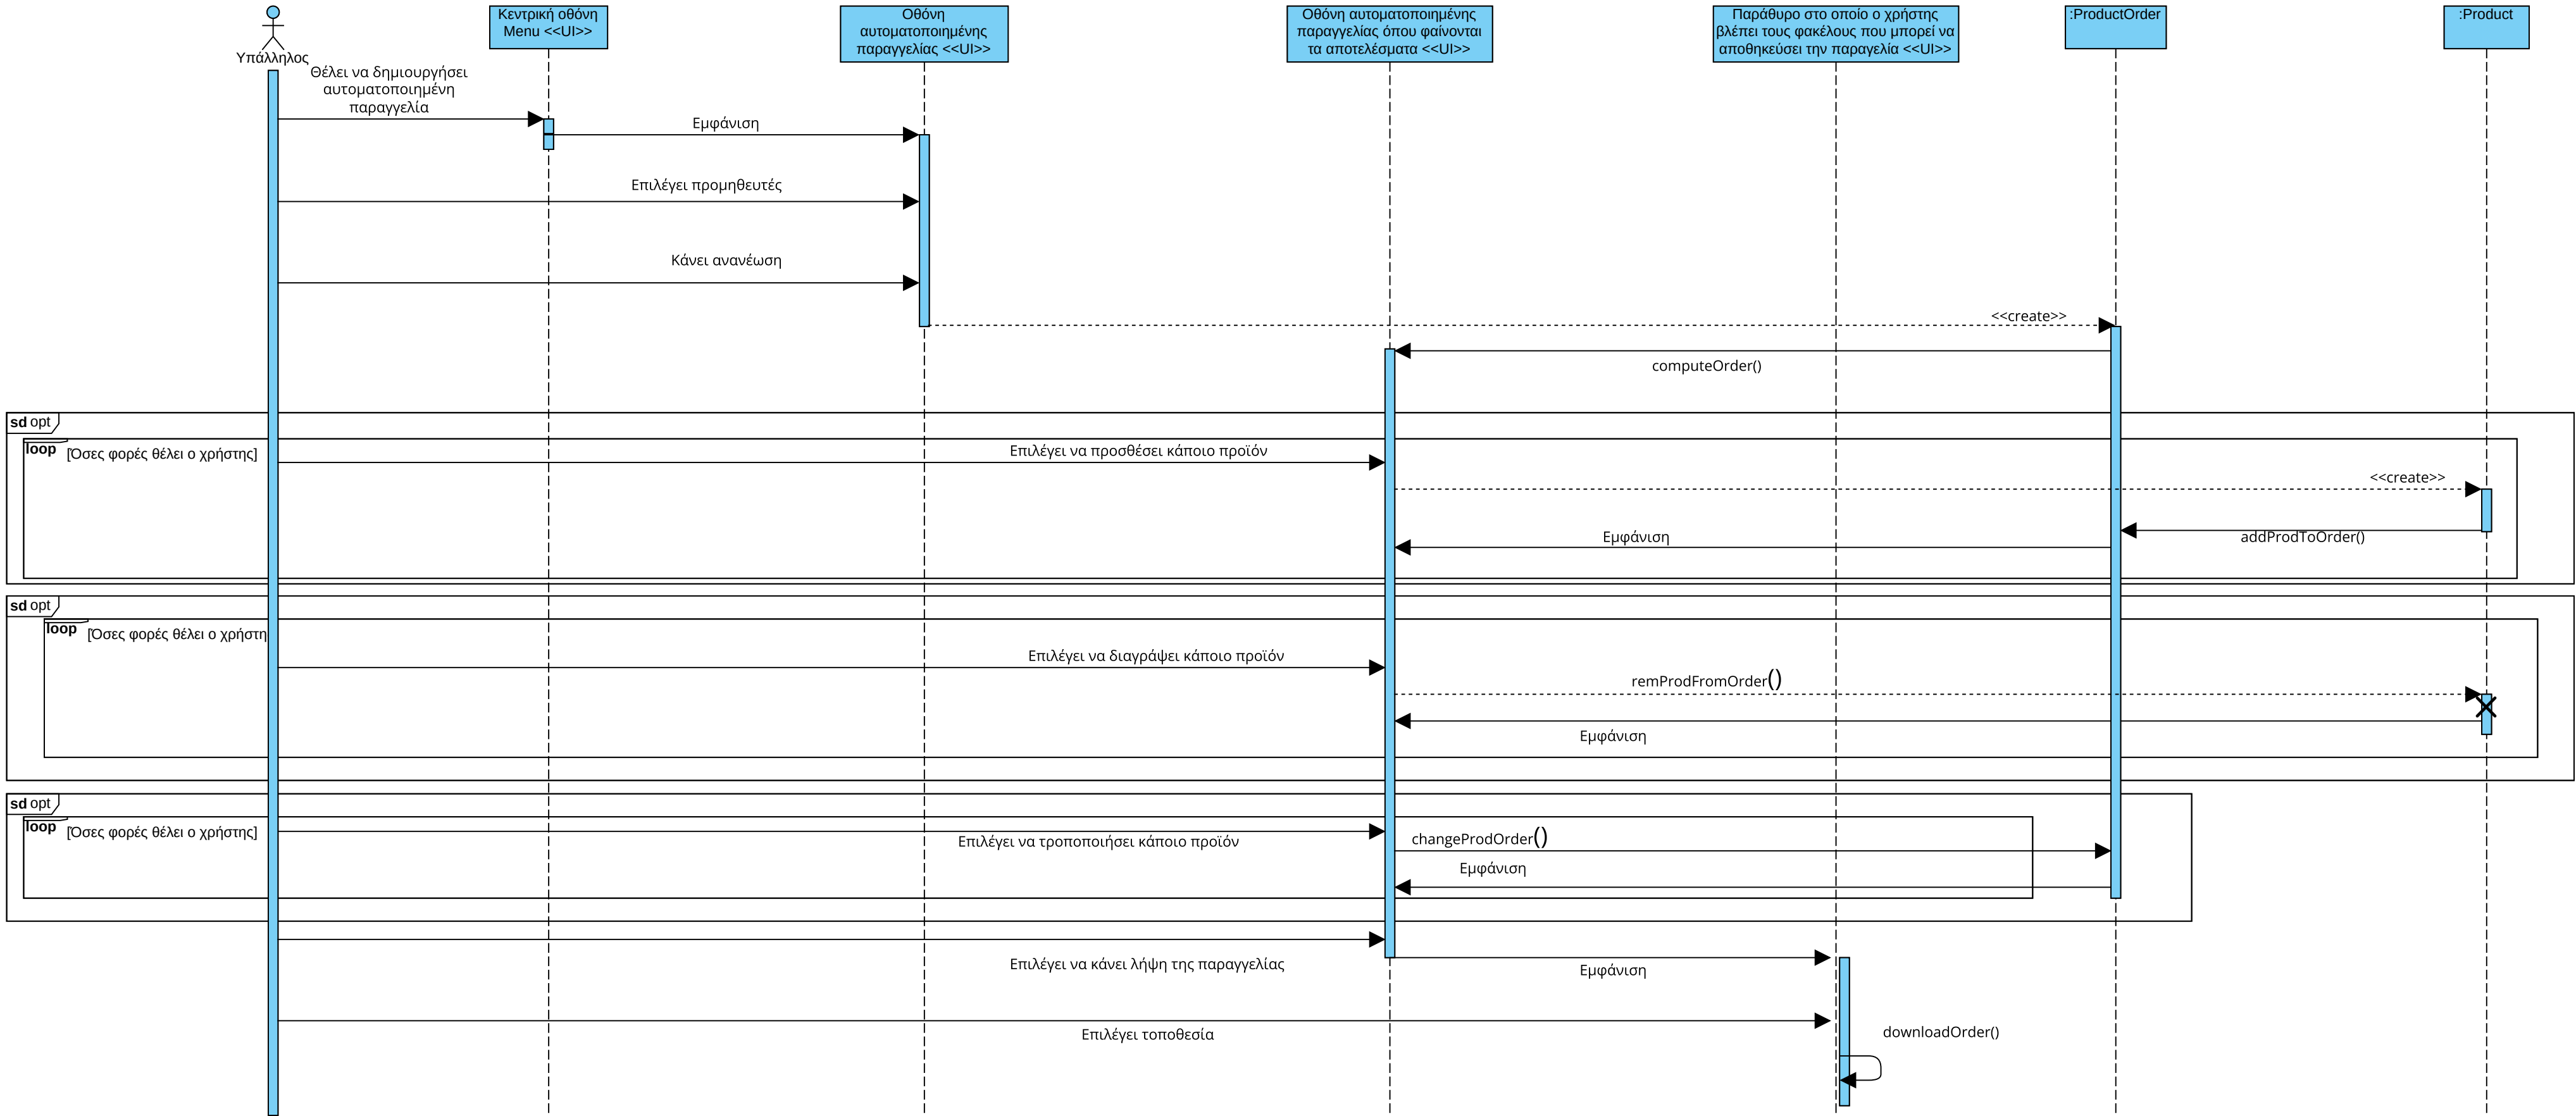 Υπάλληλος
Κεντρική οθόνη
Menu <<UI>>
Οθόνη
αυτοματοποιημένης
παραγγελίας <<UI>>
Οθόνη αυτοματοποιημένης
παραγγελίας όπου φαίνονται
τα αποτελέσματα <<UI>>
Παράθυρο στο οποίο ο χρήστης
βλέπει τους φακέλους που μπορεί να
αποθηκεύσει την παραγελία <<UI>>
:ProductOrder
:Product
Θέλει να δημιουργήσει
αυτοματοποιημένη
παραγγελία
Εμφάνιση
Επιλέγει προμηθευτές
Κάνει ανανέωση
<<create>>
computeOrder()
sd opt
loop [Όσες φορές θέλει ο χρήστης]
Επιλέγει να προσθέσει κάποιο προϊόν
<<create>>
addProdToOrder()
Εμφάνιση
sd opt
loop [Όσες φορές θέλει ο χρήστη
Επιλέγει να διαγράψει κάποιο προϊόν
remProdFromOrder()
Εμφάνιση
sd opt
loop [Όσες φορές θέλει ο χρήστης]
Επιλέγει να τροποποιήσει κάποιο προϊόν
changeProdOrder()
Εμφάνιση
Επιλέγει να κάνει λήψη της παραγγελίας
Εμφάνιση
Επιλέγει τοποθεσία
downloadOrder()